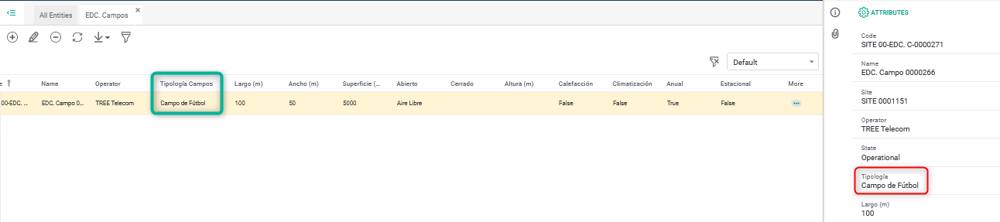 All Entities
EDC. Campos
ATTRIBUTES
Code
SITE 00-EDC. C-0000271
Default
Name
EDC. Campo 0000266
e Name Operator Tipología Campos Largo (m) Ancho (m) Superficie (... Abierto Cerrado Altura (m) Calefacción Climatización Anual Estacional More
00-EDC. ... EDC. Campo 0... TREE Telecom Campo de Fútbol 100 50 5000 Aire Libre False False True False ...
Site
SITE 0001151
Operator
TREE Telecom
State
Operational
Tipología
Campo de Fútbol
Largo (m)
100